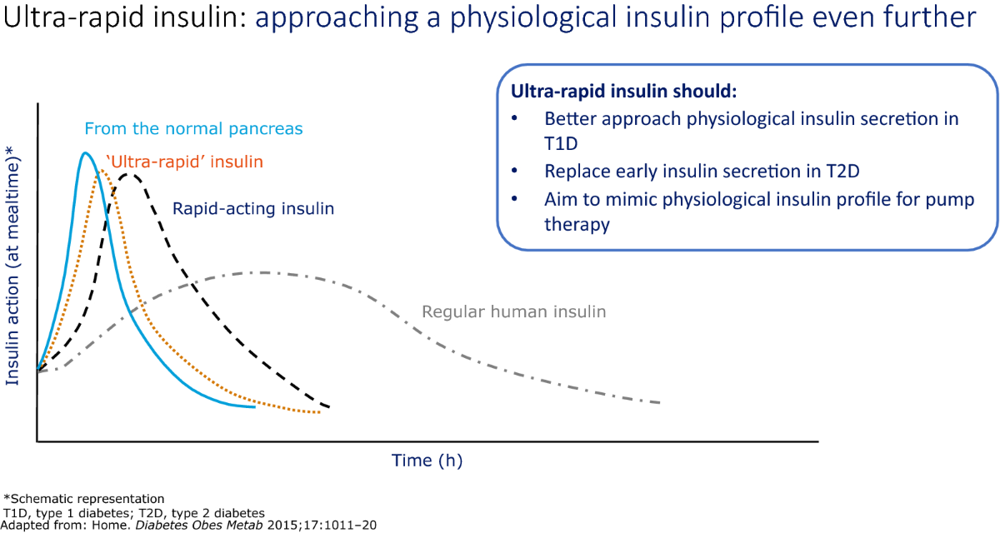 Ultra-rapid insulin: approaching a physiological insulin profile even further
Ultra-rapid insulin should:
• Better approach physiological insulin secretion in
T1D
• Replace early insulin secretion in T2D
• Aim to mimic physiological insulin profile for pump
therapy
From the normal pancreas
‘Ultra-rapid’ insulin
Rapid-acting insulin
Regular human insulin
Insulin action (at mealtime)*
Time (h)
*Schematic representation
T1D, type 1 diabetes; T2D, type 2 diabetes
Adapted from: Home. Diabetes Obes Metab 2015;17:1011–20